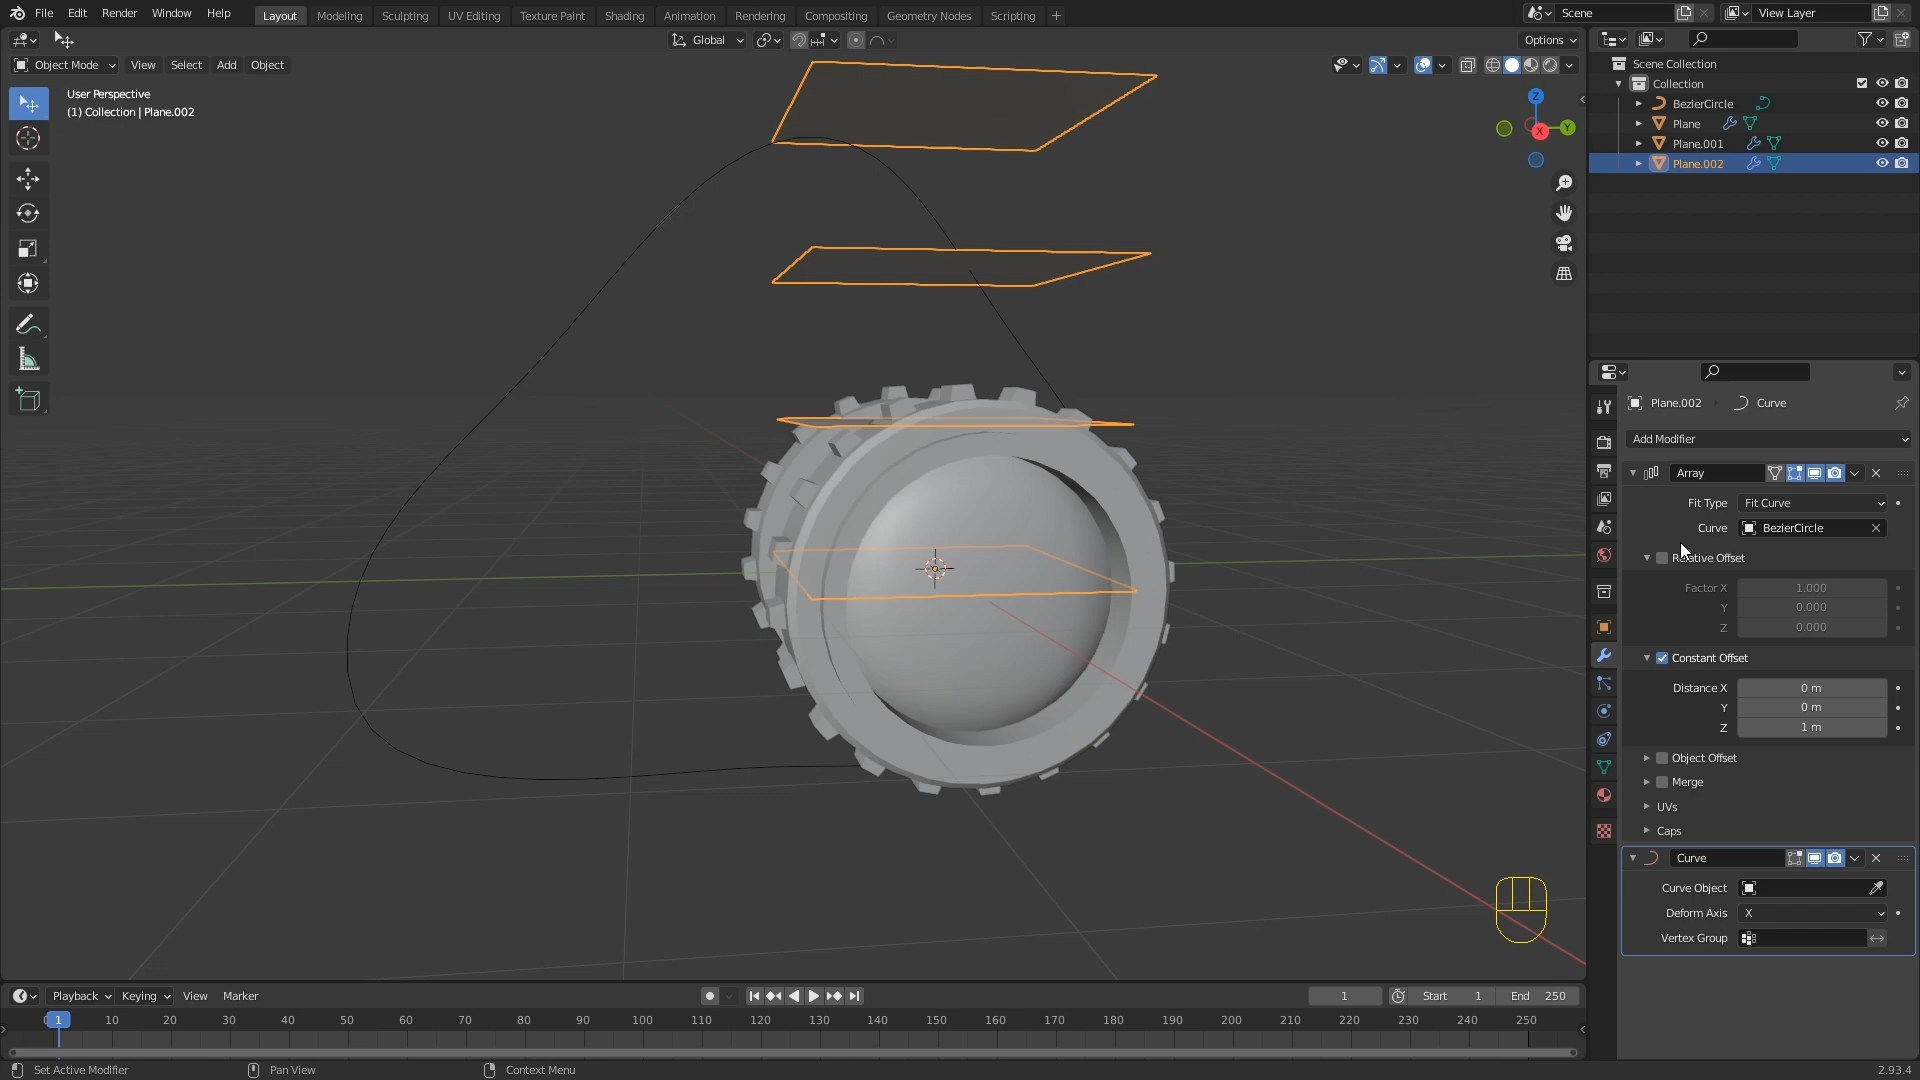 File Edit Render Window Help Layout Modeling Sculpting UV Editing Texture Paint Shading Animation Rendering Compositing Geometry Nodes Scripting + Scene View Layer
Global Options
Object Mode View Select Add Object
User Perspective
(1) Collection | Plane.002
Z
Y
X
Scene Collection
Collection
BezierCircle
Plane
Plane.001
Plane.002
Plane.002 > Curve
Add Modifier
Array
Fit Type Fit Curve
Curve BezierCircle
Relative Offset
Factor X 1.000
Y 0.000
Z 0.000
Constant Offset
Distance X 0 m
Y 0 m
Z 1 m
Object Offset
Merge
UVs
Caps
Curve
Curve Object
Deform Axis X
Vertex Group
Playback Keying View Marker 1 Start 1 End 250
1 10 20 30 40 50 60 70 80 90 100 110 120 130 140 150 160 170 180 190 200 210 220 230 240 250
Set Active Modifier Pan View Context Menu 2.93.4